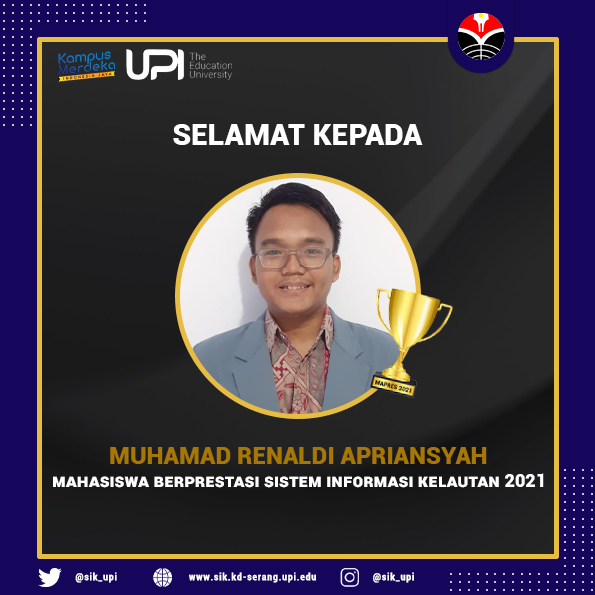 Kampus
Merdeka
INDONESIA JAYA
UPI
The
Education
University
SELAMAT KEPADA
MAPRES 2021
MUHAMAD RENALDI APRIANSYAH
MAHASISWA BERPRESTASI SISTEM INFORMASI KELAUTAN 2021
@sik_upi
www.sik.kd-serang.upi.edu
@sik_upi